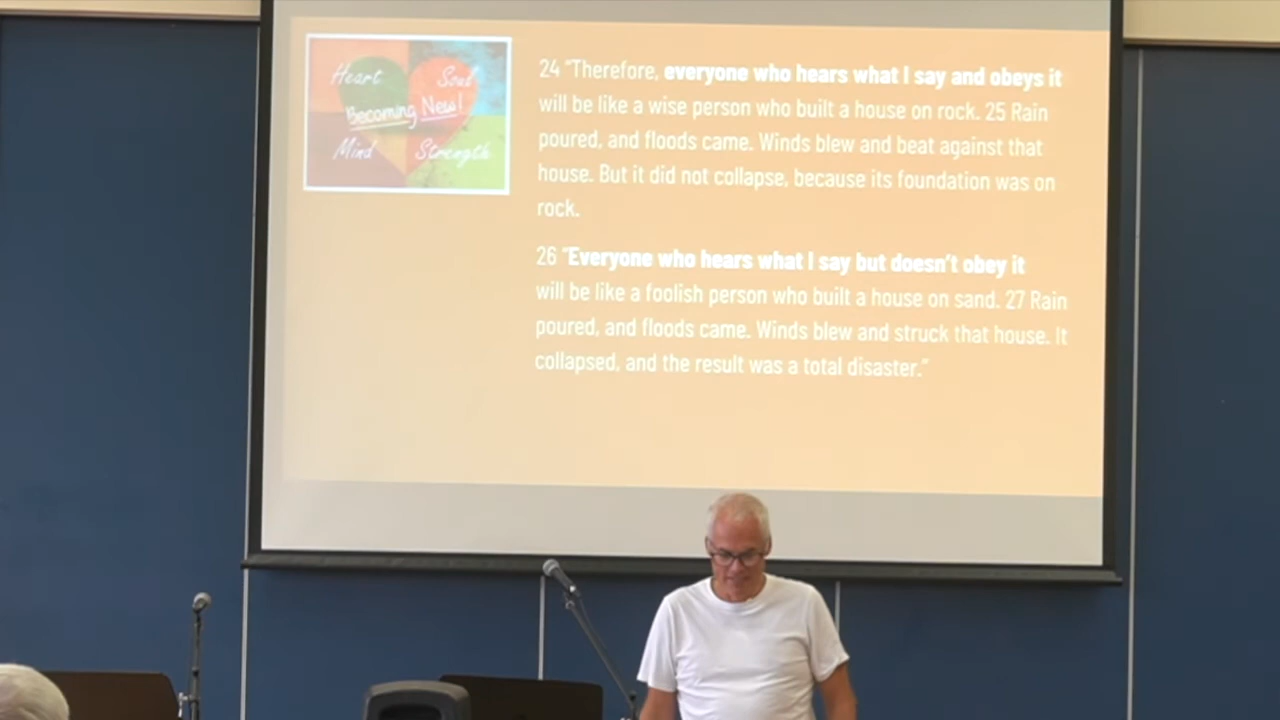 Heart Soul
Becoming New!
Mind Strength
24 "Therefore, everyone who hears what I say and obeys it
will be like a wise person who built a house on rock. 25 Rain
poured, and floods came. Winds blew and beat against that
house. But it did not collapse, because its foundation was on
rock.
26 "Everyone who hears what I say but doesn't obey it
will be like a foolish person who built a house on sand. 27 Rain
poured, and floods came. Winds blew and struck that house. It
collapsed, and the result was a total disaster."